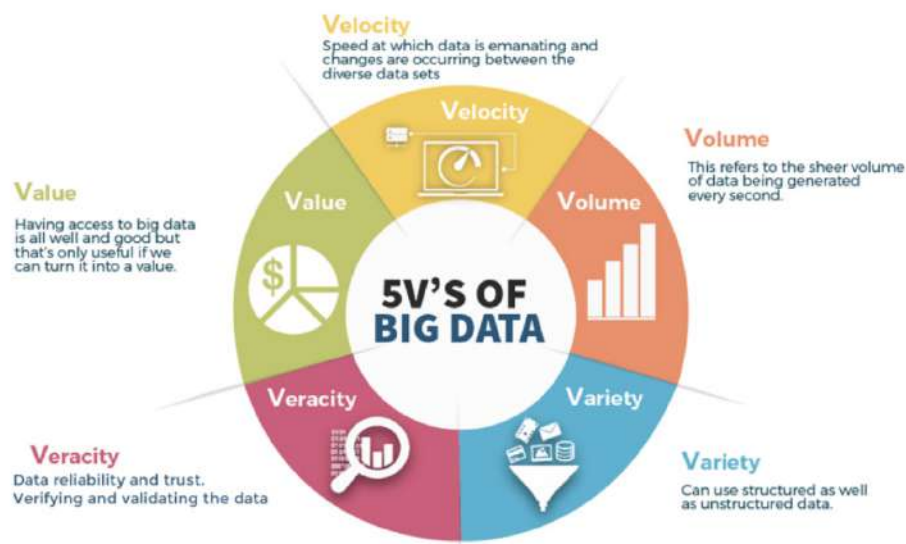 Velocity
Speed at which data is emanating and
changes are occurring between the
diverse data sets
Velocity
Volume
This refers to the sheer volume
of data being generated
every second.
Value
Having access to big data
is all well and good but
that's only useful if we
can turn it into a value.
Value
$
Volume
5V'S OF
BIG DATA
Veracity
Variety
Veracity
Data reliability and trust.
Verifying and validating the data
Variety
Can use structured as well
as unstructured data.